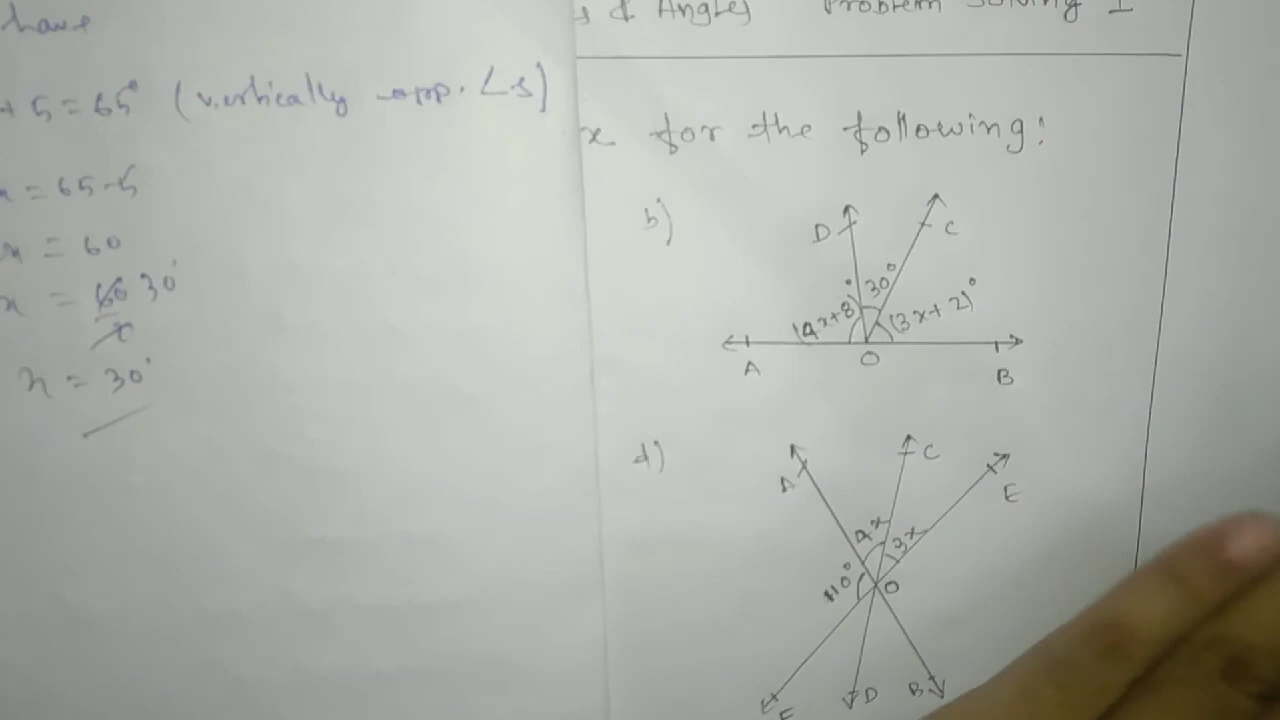 have
+ 5 = 65° (vertically opp. ∠s)
x = 65-5
x = 60
x = 60 30°
2
x = 30°
s & Angles Problem Solving I
x for the following:
b)
D
C
30°
(4x+8)°
(3x+2)°
A
O
B
d)
A
C
E
4x
3x
110°
O
F
D
B